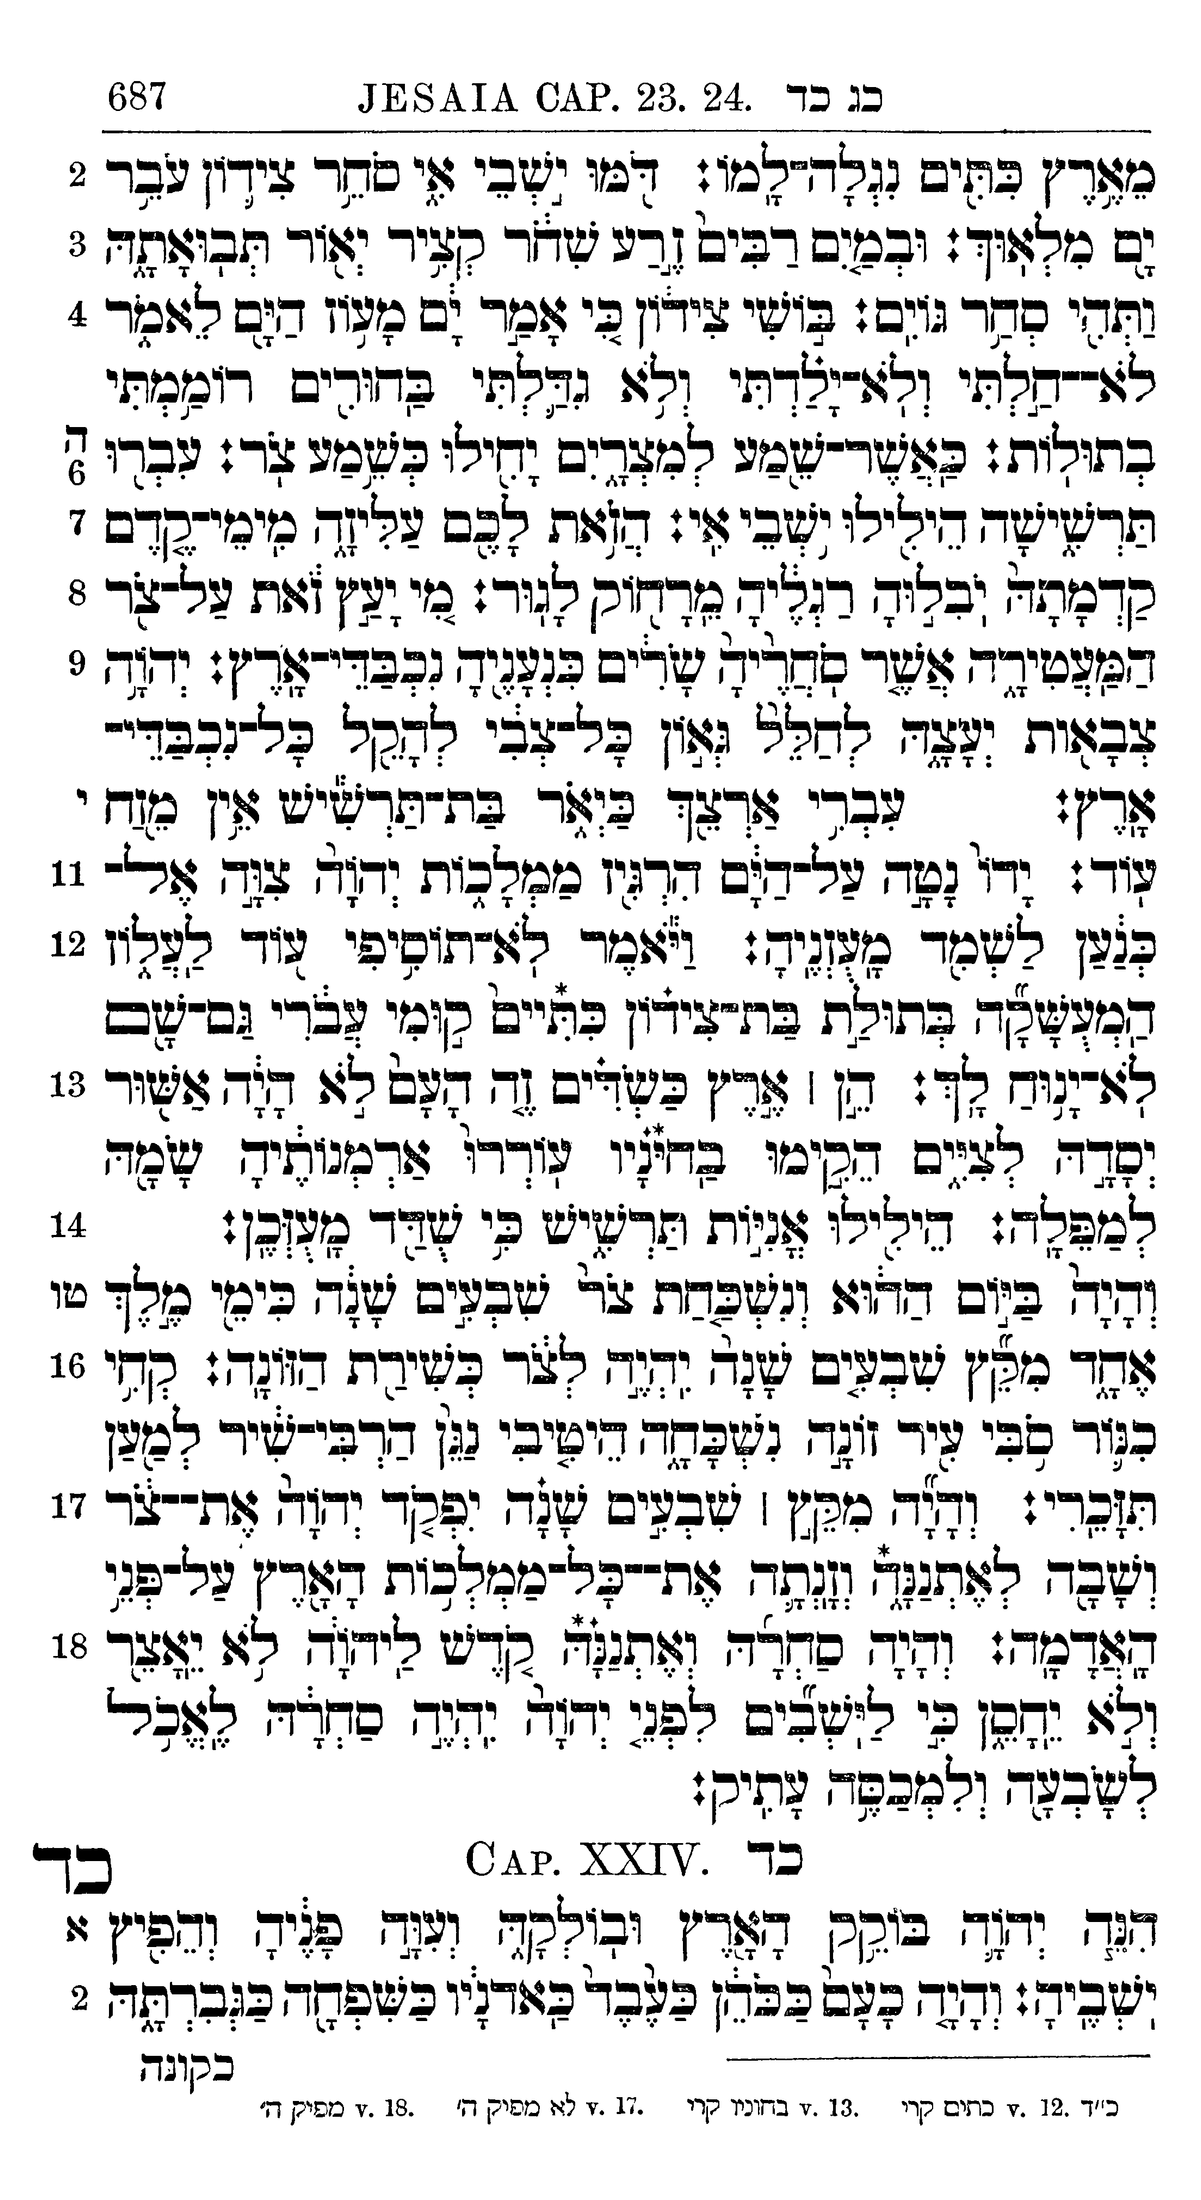 687 JESAIA CAP. 23. 24. כג כד
מֵאֶ֥רֶץ כִּתִּ֖ים נִגְלָה־לָֽמוֹ׃ דֹּ֖מּוּ יֹ֣שְׁבֵי אִ֑י סֹחֵ֥ר צִיד֛וֹן עֹבֵ֥ר 2
יָ֖ם מִלְאֽוּךְ׃ וּבְמַ֤יִם רַבִּים֙ זֶ֣רַע שִׁחֹ֔ר קְצִ֥יר יְא֖וֹר תְּבֽוּאָתָ֑הּ 3
וַתְּהִ֖י סְחַ֥ר גּוֹיִֽם׃ בּ֣וֹשִׁי צִיד֔וֹן כִּ֤י אָמַ֣ר יָ֔ם מָע֥וֹז הַיָּ֖ם לֵאמֹ֑ר 4
לֹא־חַ֣לְתִּי וְלֹֽא־יָלַ֗דְתִּי וְלֹ֥א גִדַּ֛לְתִּי בַּֽחוּרִ֖ים רוֹמַ֥מְתִּי
בְתוּלֽוֹת׃ כַּֽאֲשֶׁר־שֵׁ֖מַע לְמִצְרָ֑יִם יָחִ֖ילוּ כְּשֵׁ֥מַע צֹֽר׃ עִבְר֖וּ ה 6
תַּרְשִׁ֑ישָׁה הֵילִ֖ילוּ יֹ֥שְׁבֵי אִֽי׃ הֲזֹ֥את לָכֶ֖ם עַלִּיזָ֑ה מִֽימֵי־קֶ֤דֶם 7
קַדְמָתָהּ֙ יֹֽבִל֣וּהָ רַגְלֶ֔יהָ מֵֽרָח֖וֹק לָגֽוּר׃ מִ֤י יָעַ֣ץ זֹ֔את עַל־צֹ֖ר 8
הַמַּֽעֲטִירָ֑ה אֲשֶׁ֤ר סֹֽחֲרֶ֙יהָ֙ שָׂרִ֔ים כִּנְעָנֶ֖יהָ נִכְבַּדֵּי־אָֽרֶץ׃ יְהוָ֥ה 9
צְבָא֖וֹת יְעָצָ֑הּ לְחַלֵּל֙ גְּא֣וֹן כָּל־צְבִ֔י לְהָקֵ֖ל כָּל־נִכְבַּדֵּי־
אָֽרֶץ׃ עִבְרִ֥י אַרְצֵ֖ךְ כַּיְאֹ֑ר בַּת־תַּרְשִׁ֕ישׁ אֵ֥ין מֵ֖זַח י
עֽוֹד׃ יָדוֹ֙ נָטָ֣ה עַל־הַיָּ֔ם הִרְגִּ֖יז מַמְלָכ֑וֹת יְהוָה֙ צִוָּ֣ה אֶל־ 11
כְּנַ֔עַן לַשְׁמִ֖ד מָֽעֻזְנֶֽיהָ׃ וַיֹּ֕אמֶר לֹֽא־תוֹסִ֥יפִי ע֖וֹד לַעֲל֑וֹז 12
הַֽמְעֻשָּׁקָ֞ה בְּתוּלַ֣ת בַּת־צִיד֗וֹן כִּתִּ֙יים֙* ק֣וּמִי עֲבֹ֔רִי גַּם־שָׁ֖ם
לֹֽא־יָנ֥וּחַ לָֽךְ׃ הֵ֣ן ׀ אֶ֣רֶץ כַּשְׂדִּ֗ים זֶ֤ה הָעָם֙ לֹ֣א הָיָ֔ה אַשּׁ֖וּר 13
יְסָדָ֣הּ לְצִיִּ֑ים הֵקִ֣ימוּ בַחיּוּנָ֗יו* עֽוֹרְרוּ֙ אַרְמְנוֹתֶ֔יהָ שָׂמָ֖הּ
לְמַפֵּלָֽה׃ הֵילִ֖ילוּ אֳנִיּ֣וֹת תַּרְשִׁ֑ישׁ כִּ֥י שֻׁדַּ֖ד מָֽעֻזְּכֶֽן׃ 14
וְהָיָה֙ בַּיּ֣וֹם הַה֔וּא וְנִשְׁכַּ֤חַת צֹר֙ שִׁבְעִ֣ים שָׁנָ֔ה כִּימֵ֖י מֶ֣לֶךְ טו
אֶחָ֑ד מִקֵּ֞ץ שִׁבְעִ֤ים שָׁנָה֙ יִֽהְיֶ֣ה לְצֹ֔ר כְּשִׁירַ֖ת הַזּוֹנָֽה׃ קְחִ֥י 16
כִנּ֛וֹר סֹ֥בִּי עִ֖יר זוֹנָ֣ה נִשְׁכָּחָ֑ה הֵיטִ֤יבִי נַגֵּן֙ הַרְבִּי־שִׁ֔יר לְמַ֖עַן
תִּזָּכֵֽרִי׃ וְהָיָ֞ה מִקֵּ֣ץ ׀ שִׁבְעִ֣ים שָׁנָ֗ה יִפְקֹ֤ד יְהוָה֙ אֶת־צֹ֔ר 17
וְשָׁבָ֖ה לְאֶתְנַנָּ֑ה* וְזָֽנְתָ֛ה אֶת־כָּל־מַמְלְכ֥וֹת הָאָ֖רֶץ עַל־פְּנֵ֥י
הָֽאֲדָמָֽה׃ וְהָיָ֨ה סַחְרָ֜הּ וְאֶתְנַנָּ֗הּ* קֹ֚דֶשׁ לַֽיהוָ֔ה לֹ֥א יֵֽאָצֵ֖ר 18
וְלֹ֣א יֵֽחָסֵ֑ן כִּ֣י לַיֹּֽשְׁבִ֞ים לִפְנֵ֤י יְהוָה֙ יִֽהְיֶ֣ה סַחְרָ֔הּ לֶֽאֱכֹ֥ל
לְשָׂבְעָ֖ה וְלִמְכַסֶּ֥ה עָתִֽיק׃
כד CAP. XXIV. כד
הִנֵּ֧ה יְהוָ֛ה בּוֹקֵ֥ק הָאָ֖רֶץ וּבֽוֹלְקָ֑הּ וְעִוָּ֣ה פָנֶ֔יהָ וְהֵפִ֖יץ א
יֹֽשְׁבֶֽיהָ׃ וְהָיָ֤ה כָעָם֙ כַּכֹּהֵ֔ן כַּעֶ֙בֶד֙ כַּֽאדֹנָ֔יו כַּשִּׁפְחָ֖ה כַּגְּבִרְתָּ֑הּ 2
כקונה
כ״ד v. 12. כתים קרי v. 13. בחוניו קרי v. 17. לא מפיק ה׳ v. 18. מפיק ה׳